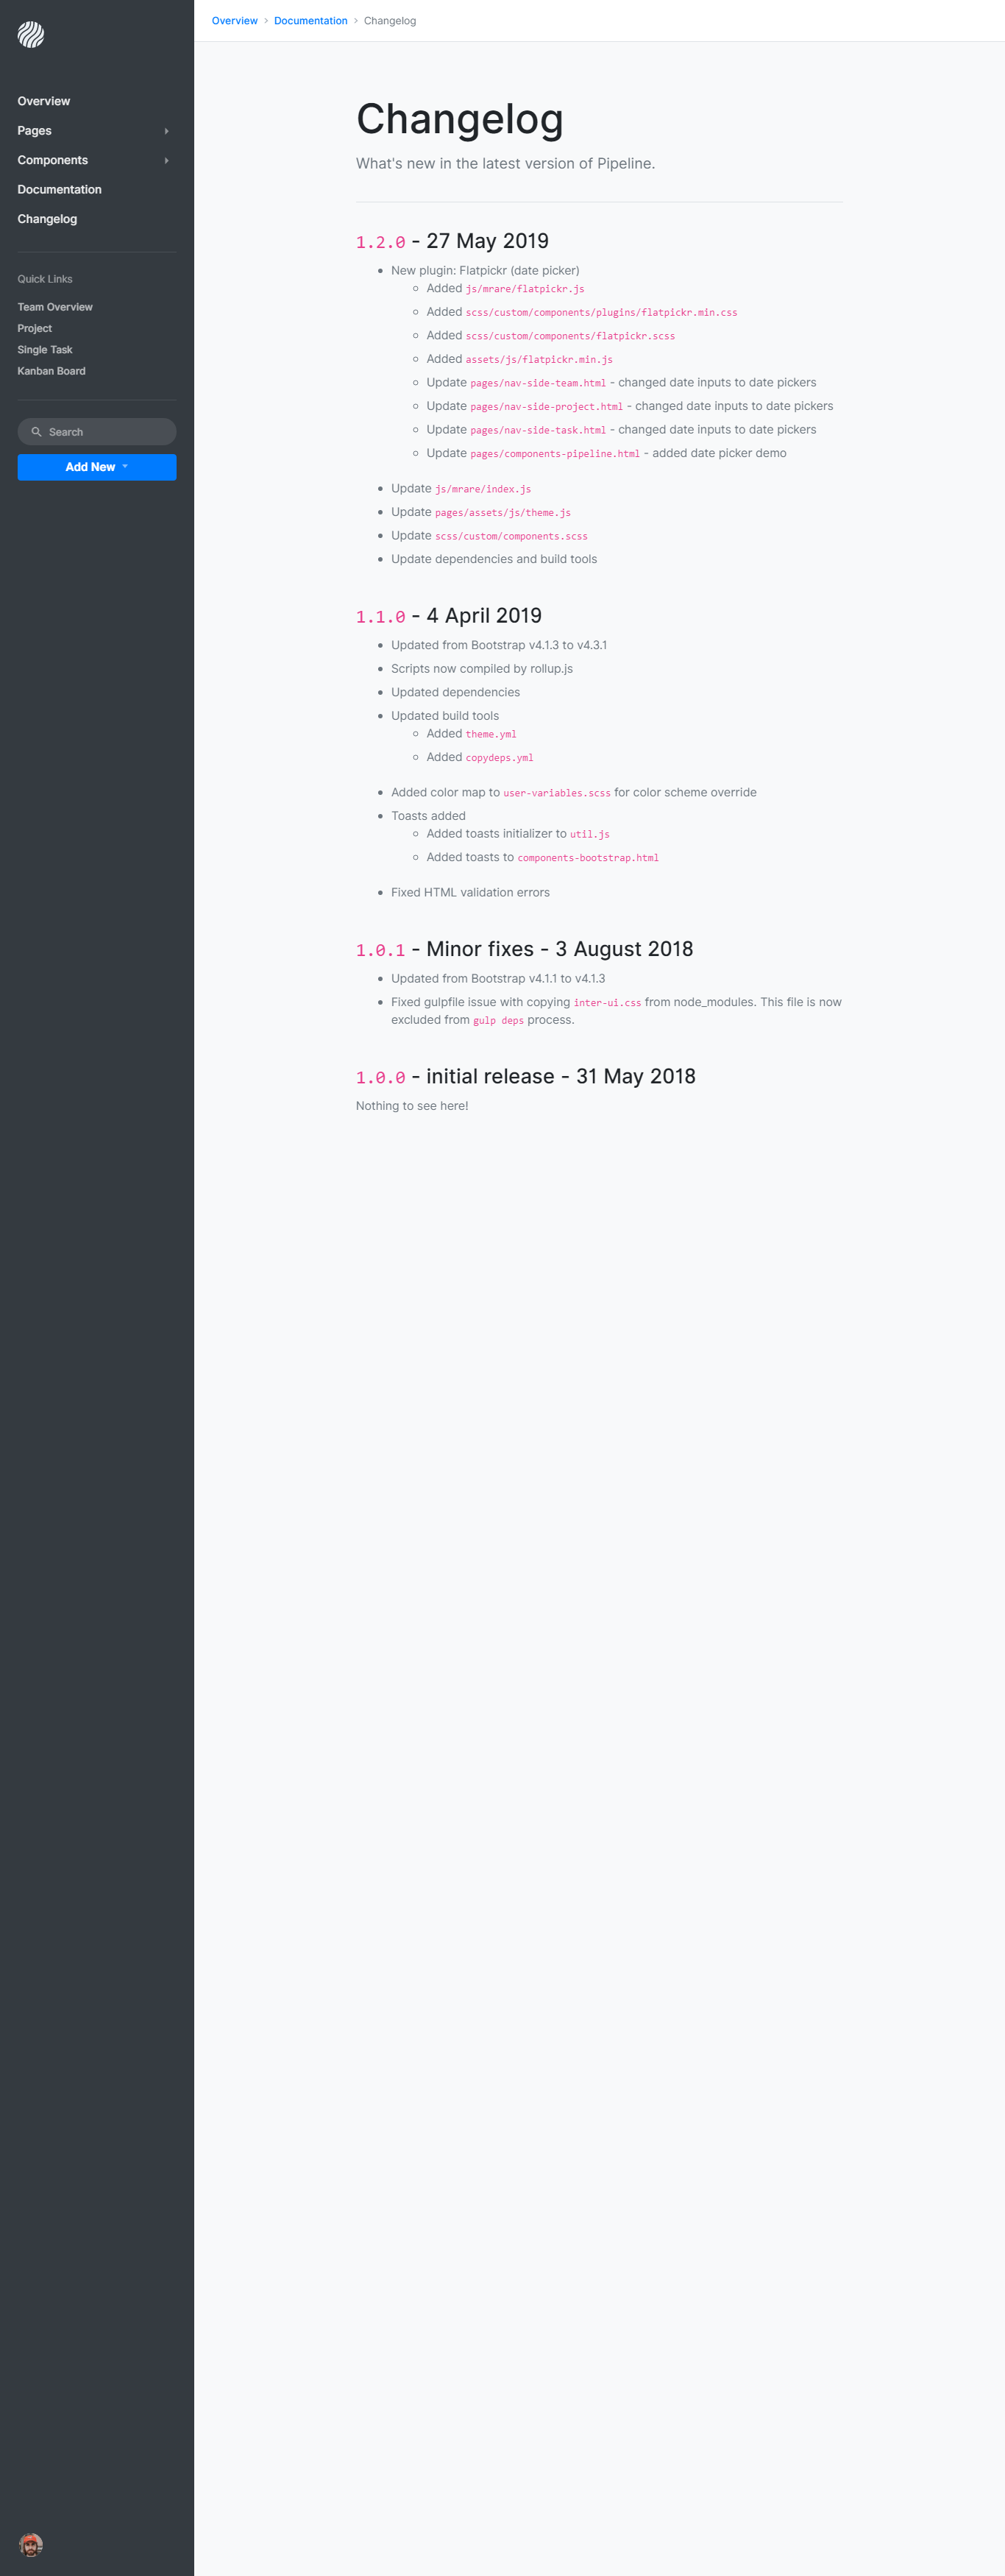 Overview
Pages
Components
Documentation
Changelog
Quick Links
Team Overview
Project
Single Task
Kanban Board
Search
Add New
Overview > Documentation > Changelog
Changelog
What's new in the latest version of Pipeline.
1.2.0 - 27 May 2019
New plugin: Flatpickr (date picker)
Added js/mrare/flatpickr.js
Added scss/custom/components/plugins/flatpickr.min.css
Added scss/custom/components/flatpickr.scss
Added assets/js/flatpickr.min.js
Update pages/nav-side-team.html - changed date inputs to date pickers
Update pages/nav-side-project.html - changed date inputs to date pickers
Update pages/nav-side-task.html - changed date inputs to date pickers
Update pages/components-pipeline.html - added date picker demo
Update js/mrare/index.js
Update pages/assets/js/theme.js
Update scss/custom/components.scss
Update dependencies and build tools
1.1.0 - 4 April 2019
Updated from Bootstrap v4.1.3 to v4.3.1
Scripts now compiled by rollup.js
Updated dependencies
Updated build tools
Added theme.yml
Added copydeps.yml
Added color map to user-variables.scss for color scheme override
Toasts added
Added toasts initializer to util.js
Added toasts to components-bootstrap.html
Fixed HTML validation errors
1.0.1 - Minor fixes - 3 August 2018
Updated from Bootstrap v4.1.1 to v4.1.3
Fixed gulpfile issue with copying inter-ui.css from node_modules. This file is now
excluded from gulp deps process.
1.0.0 - initial release - 31 May 2018
Nothing to see here!